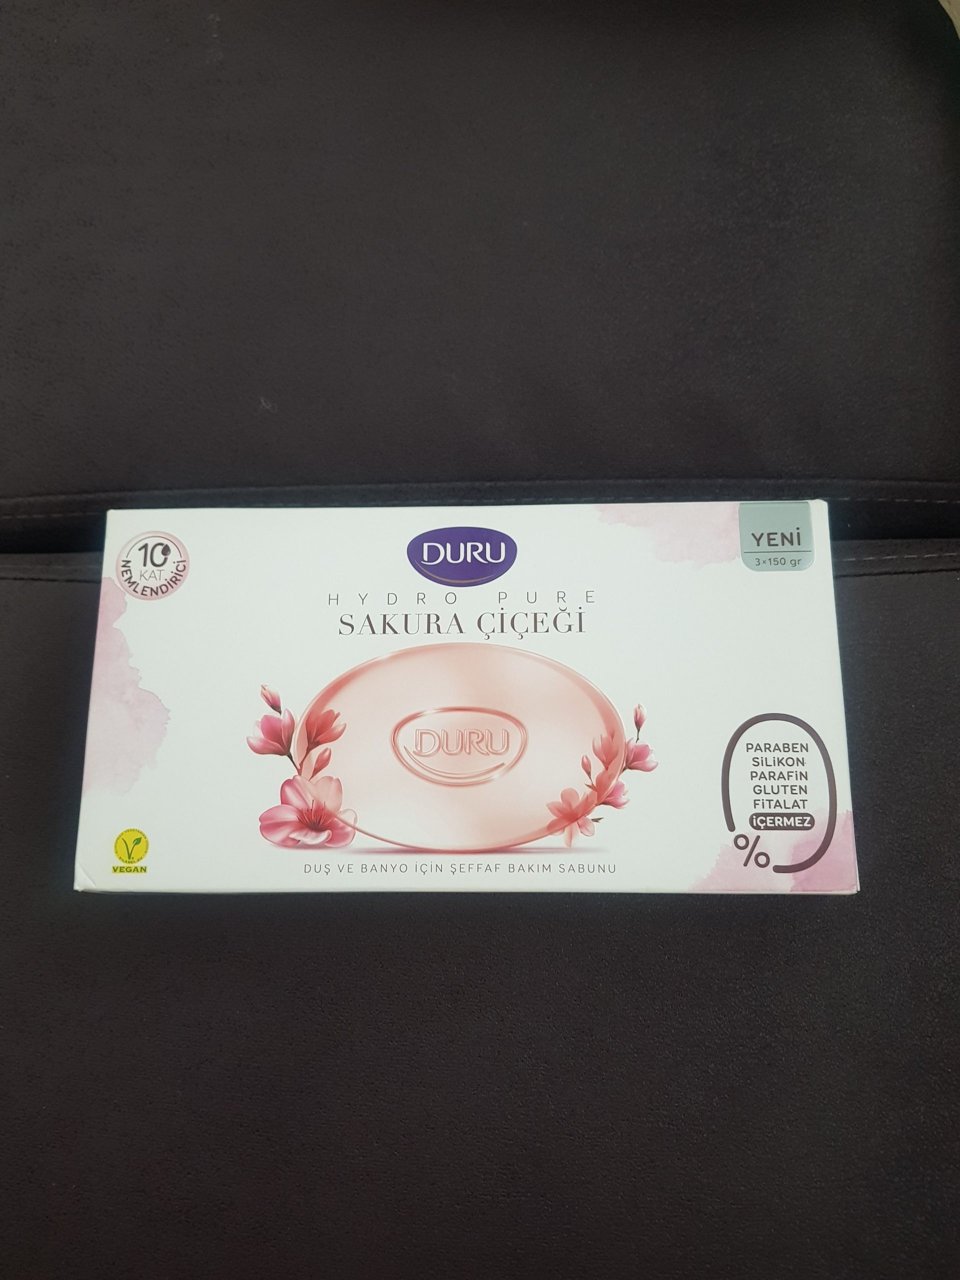 10
KAT
NEMLENDİRİCİ
DURU
HYDRO PURE
SAKURA ÇİÇEĞİ
YENİ
3×150 gr
DURU
PARABEN
SİLİKON
PARAFİN
GLUTEN
FİTALAT
İÇERMEZ
%0
V
VEGAN
DUŞ VE BANYO İÇİN ŞEFFAF BAKIM SABUNU